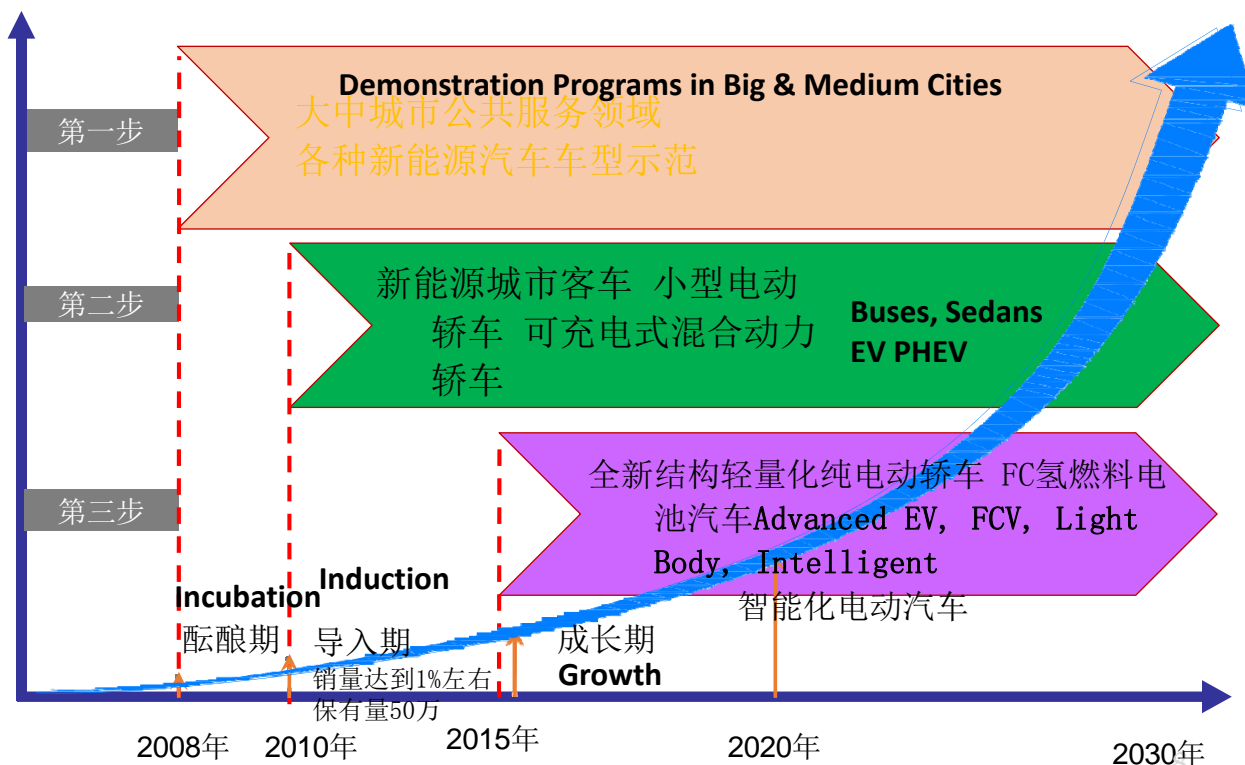 Demonstration Programs in Big & Medium Cities
大中城市公共服务领域
各种新能源汽车车型示范
第一步
新能源城市客车 小型电动
轿车 可充电式混合动力
轿车
Buses, Sedans
EV PHEV
第二步
全新结构轻量化纯电动轿车 FC氢燃料电
池汽车Advanced EV, FCV, Light
Body, Intelligent
智能化电动汽车
第三步
Incubation
酝酿期
Induction
导入期
销量达到1%左右
保有量50万
成长期
Growth
2008年
2010年
2015年
2020年
2030年